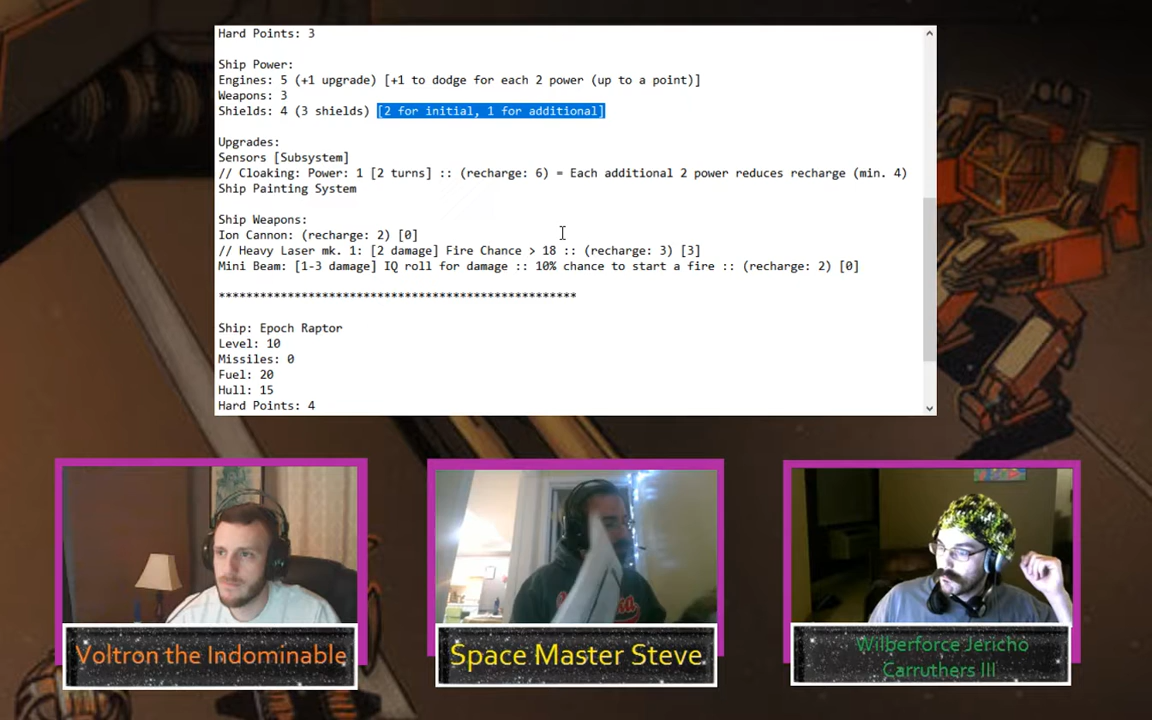 Hard Points: 3
Ship Power:
Engines: 5 (+1 upgrade) [+1 to dodge for each 2 power (up to a point)]
Weapons: 3
Shields: 4 (3 shields) [2 for initial, 1 for additional]
Upgrades:
Sensors [Subsystem]
// Cloaking: Power: 1 [2 turns] :: (recharge: 6) = Each additional 2 power reduces recharge (min. 4)
Ship Painting System
Ship Weapons:
Ion Cannon: (recharge: 2) [0]
// Heavy Laser mk. 1: [2 damage] Fire Chance > 18 :: (recharge: 3) [3]
Mini Beam: [1-3 damage] IQ roll for damage :: 10% chance to start a fire :: (recharge: 2) [0]
****************************************************
Ship: Epoch Raptor
Level: 10
Missiles: 0
Fuel: 20
Hull: 15
Hard Points: 4
Voltron the Indominable
Space Master Steve
Wilberforce Jericho
Carruthers III